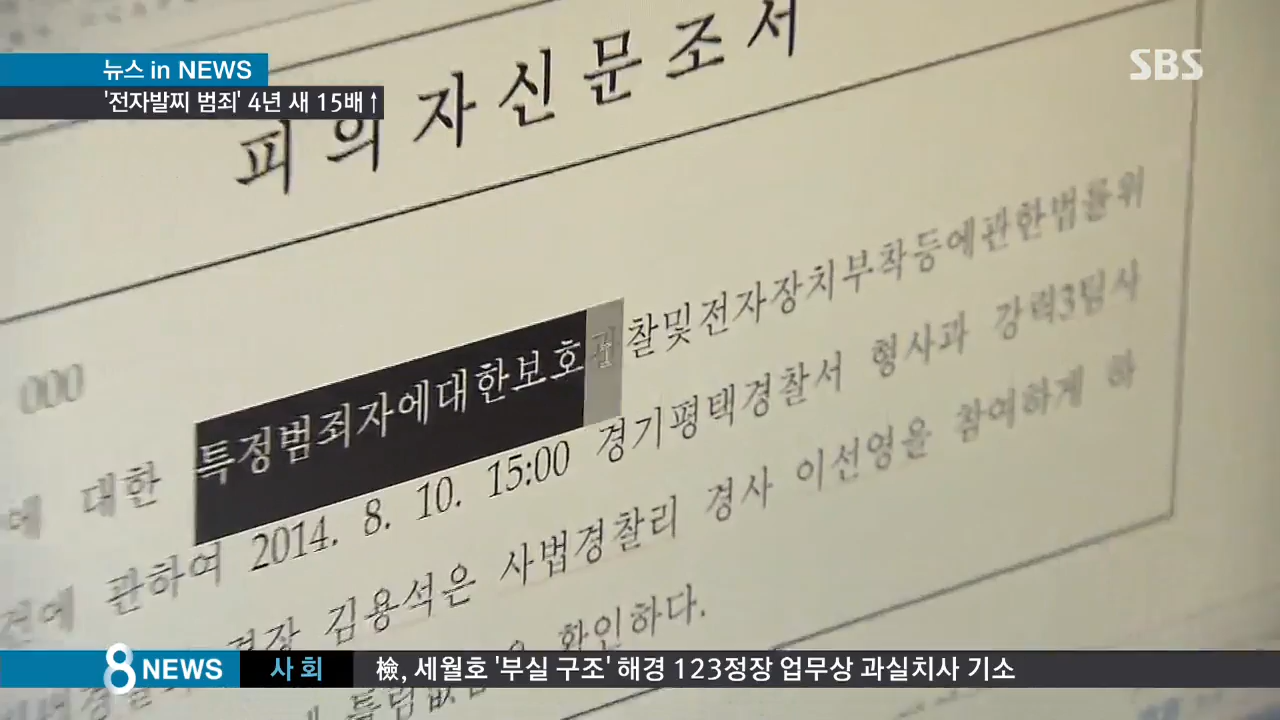 뉴스 in NEWS
SBS
'전자발찌 범죄' 4년 새 15배↑
피의자신문조서
000
에 대한 특정범죄자에대한보호관찰및전자장치부착등에관한법률위
건에 관하여 2014. 8. 10. 15:00 경기평택경찰서 형사과 강력3팀사
경장 김용석은 사법경찰리 경사 이선영을 참여하게 하
확인하다.
8 NEWS 사회 檢, 세월호 '부실 구조' 해경 123정장 업무상 과실치사 기소